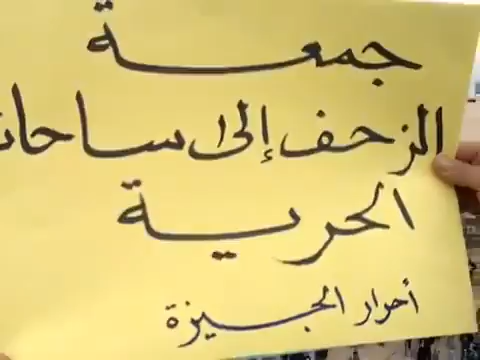 جمعة
الزحف إلى ساحات
الحرية
أحرار الجيزة